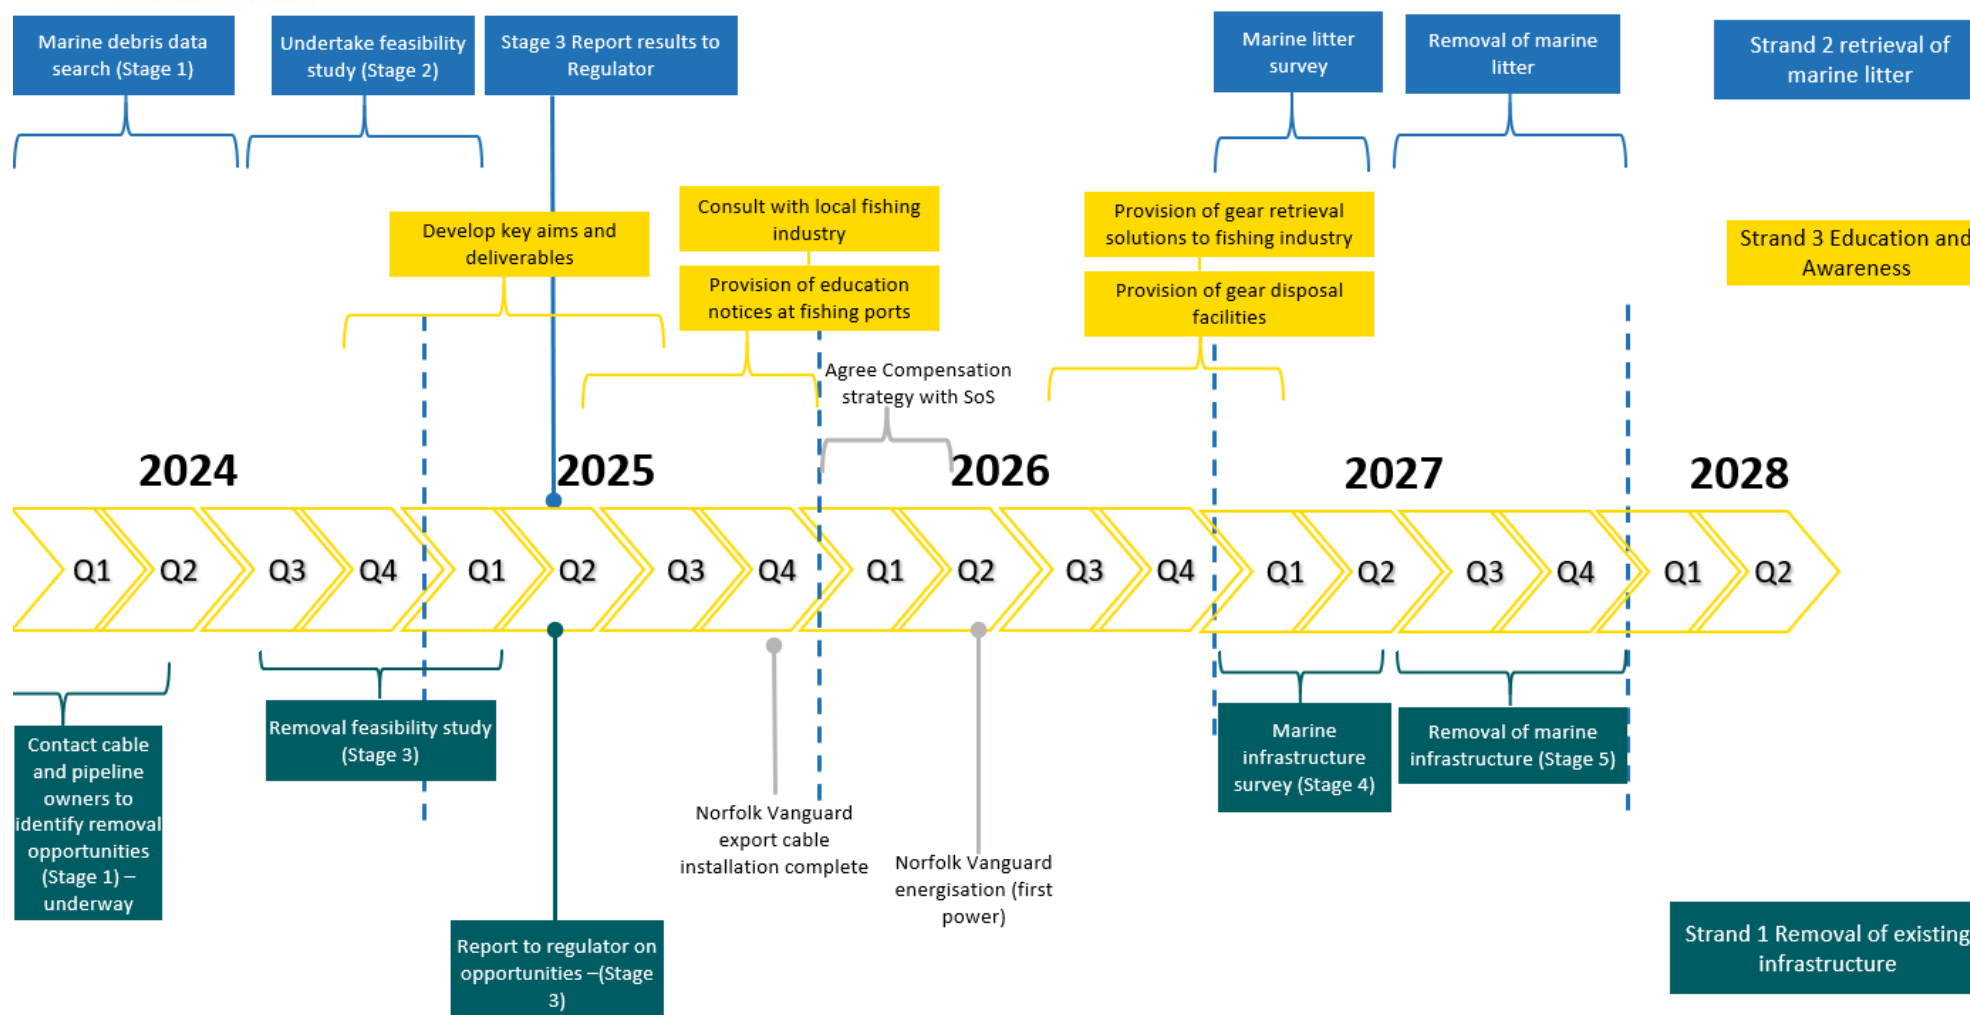 Marine debris data
search (Stage 1)
Undertake feasibility
study (Stage 2)
Stage 3 Report results to
Regulator
Marine litter
survey
Removal of marine
litter
Strand 2 retrieval of
marine litter
Develop key aims and
deliverables
Consult with local fishing
industry
Provision of education
notices at fishing ports
Provision of gear retrieval
solutions to fishing industry
Provision of gear disposal
facilities
Strand 3 Education and
Awareness
Agree Compensation
strategy with SoS
2024
2025
2026
2027
2028
Q1
Q2
Q3
Q4
Q1
Q2
Q3
Q4
Q1
Q2
Q3
Q4
Q1
Q2
Q3
Q4
Q1
Q2
Contact cable
and pipeline
owners to
identify removal
opportunities
(Stage 1) –
underway
Removal feasibility study
(Stage 3)
Report to regulator on
opportunities –(Stage
3)
Norfolk Vanguard
export cable
installation complete
Norfolk Vanguard
energisation (first
power)
Marine
infrastructure
survey (Stage 4)
Removal of marine
infrastructure (Stage 5)
Strand 1 Removal of existing
infrastructure